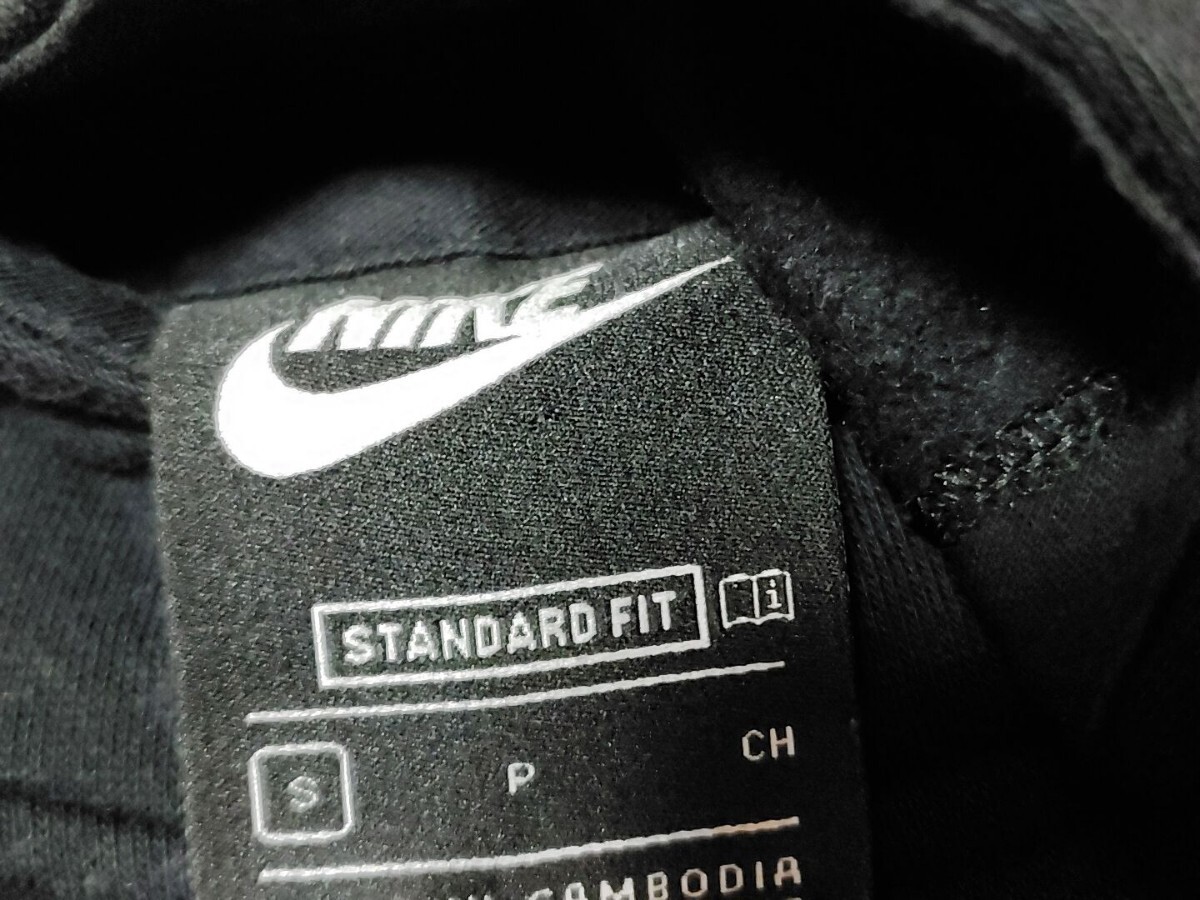 NIKE
STANDARD FIT i
S P CH
CAMBODIA